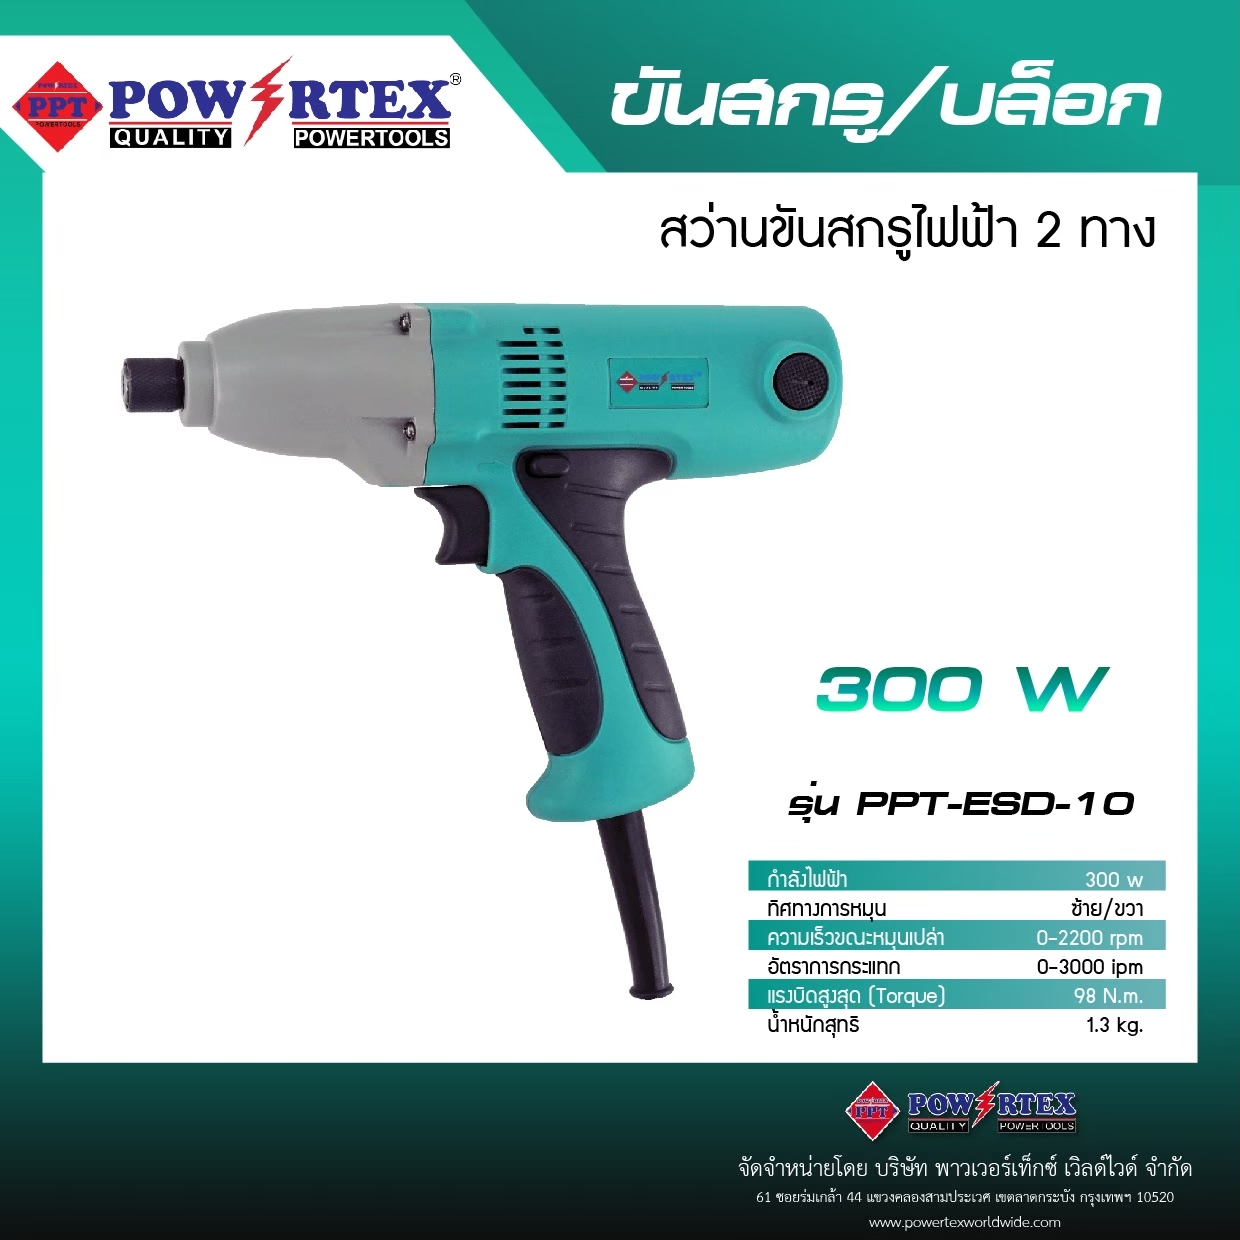 PPT POWERTEX®
POWERTEX
POWERTOOLS
QUALITY POWERTOOLS
ขันสกรู/บล็อก
สว่านขันสกรูไฟฟ้า 2 ทาง
POWERTEX
QUALITY POWERTOOLS
300 W
รุ่น PPT-ESD-10
กำลังไฟฟ้า 300 w
ทิศทางการหมุน ซ้าย/ขวา
ความเร็วขณะหมุนเปล่า 0-2200 rpm
อัตราการกระแทก 0-3000 ipm
แรงบิดสูงสุด (Torque) 98 N.m.
น้ำหนักสุทธิ 1.3 kg.
PPT POWERTEX
QUALITY POWERTOOLS
จัดจำหน่ายโดย บริษัท พาวเวอร์เท็กซ์ เวิลด์ไวด์ จำกัด
61 ซอยร่มเกล้า 44 แขวงคลองสามประเวศ เขตลาดกระบัง กรุงเทพฯ 10520
www.powertexworldwide.com